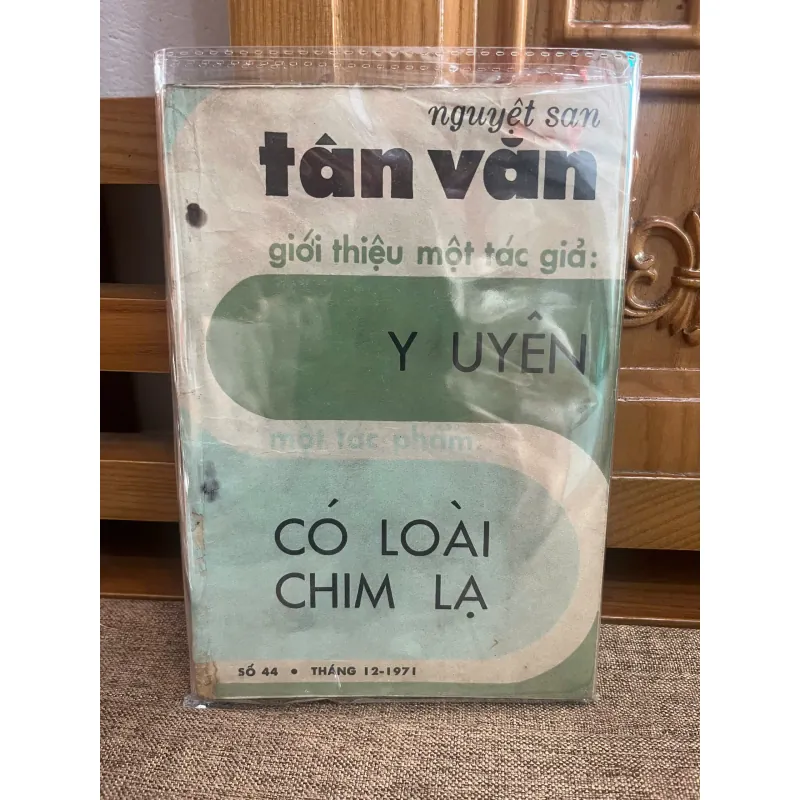 nguyệt san
tân văn
giới thiệu một tác giả:
Y UYÊN
một tác phẩm
CÓ LOÀI
CHIM LẠ
SỐ 44 • THÁNG 12-1971